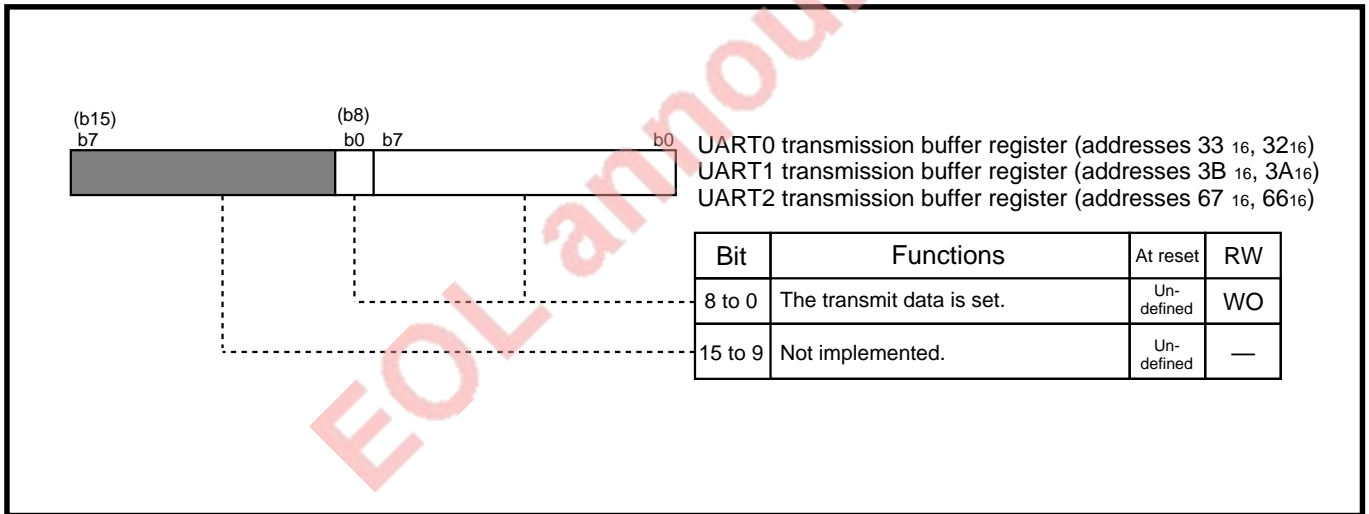 EOL annou
(b15) (b8)
b7 b0 b7 b0
UART0 transmission buffer register (addresses 33 16, 3216)
UART1 transmission buffer register (addresses 3B 16, 3A16)
UART2 transmission buffer register (addresses 67 16, 6616)
Bit Functions At reset RW
8 to 0 The transmit data is set. Un-
defined WO
15 to 9 Not implemented. Un-
defined —